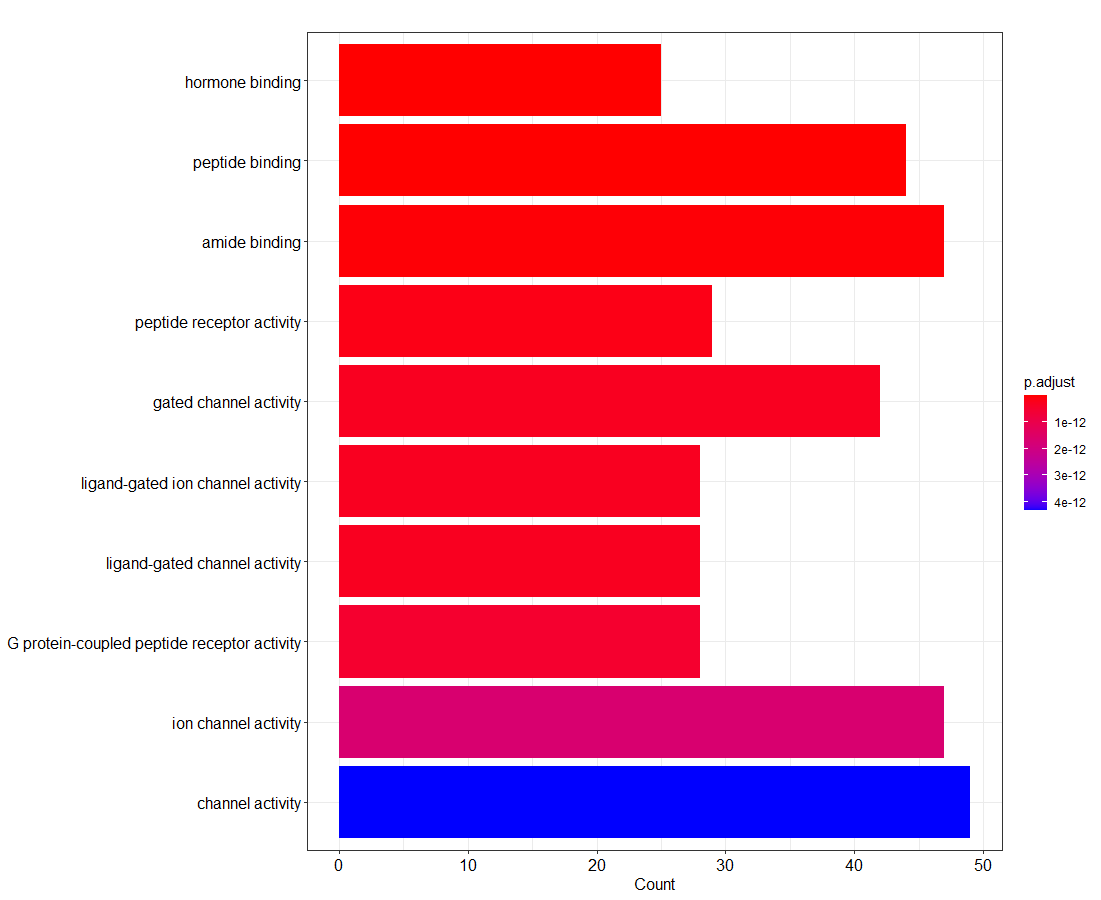 hormone binding
peptide binding
amide binding
peptide receptor activity
gated channel activity
ligand-gated ion channel activity
ligand-gated channel activity
G protein-coupled peptide receptor activity
ion channel activity
channel activity
0 10 20 30 40 50
Count
p.adjust
1e-12
2e-12
3e-12
4e-12